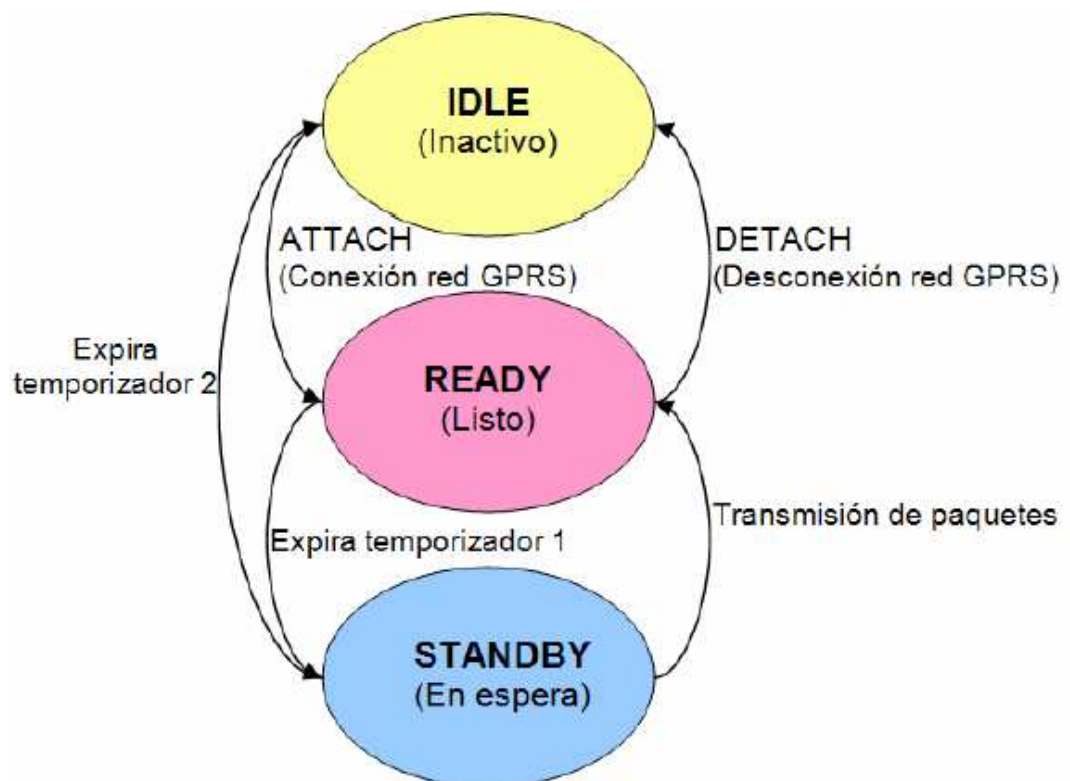 IDLE
(Inactivo)
ATTACH
(Conexión red GPRS)
DETACH
(Desconexión red GPRS)
Expira
temporizador 2
READY
(Listo)
Expira temporizador 1
Transmisión de paquetes
STANDBY
(En espera)